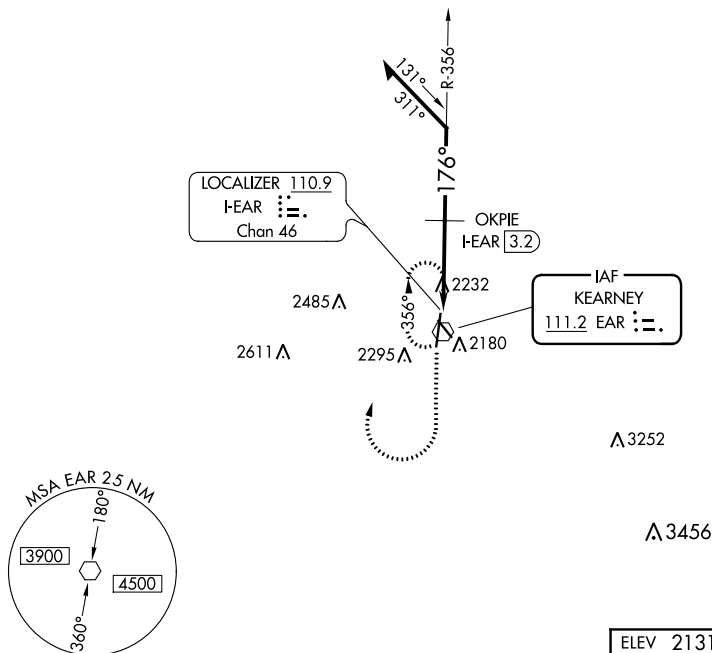 R-356
131°
311°
176°
LOCALIZER 110.9
I-EAR
Chan 46
OKPIE
I-EAR 3.2
2232
IAF
KEARNEY
111.2 EAR
2485
356°
2180
2611
2295
3252
MSA EAR 25 NM
180°
3456
3900
4500
360°
ELEV 2131